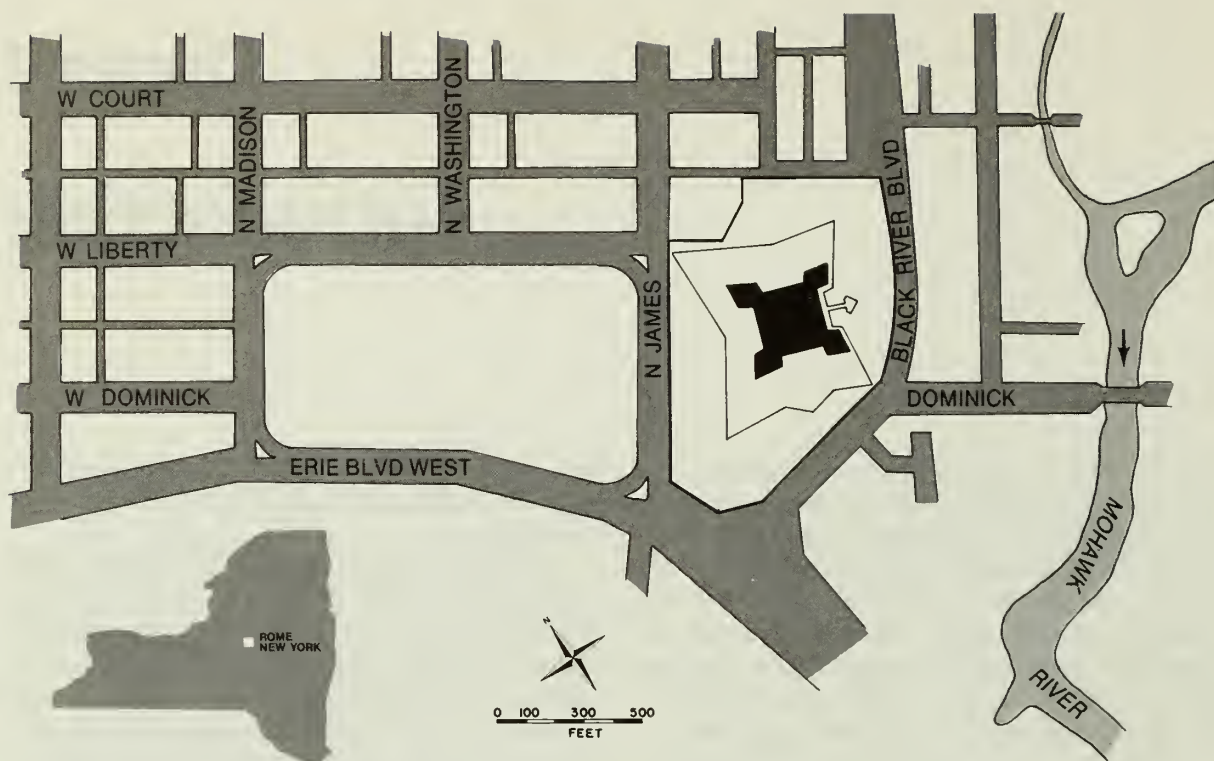 W COURT
N MADISON
N WASHINGTON
BLACK RIVER BLVD
W LIBERTY
N JAMES
W DOMINICK
DOMINICK
ERIE BLVD WEST
MOHAWK
RIVER
ROME
NEW YORK
N
0 100 300 500
FEET